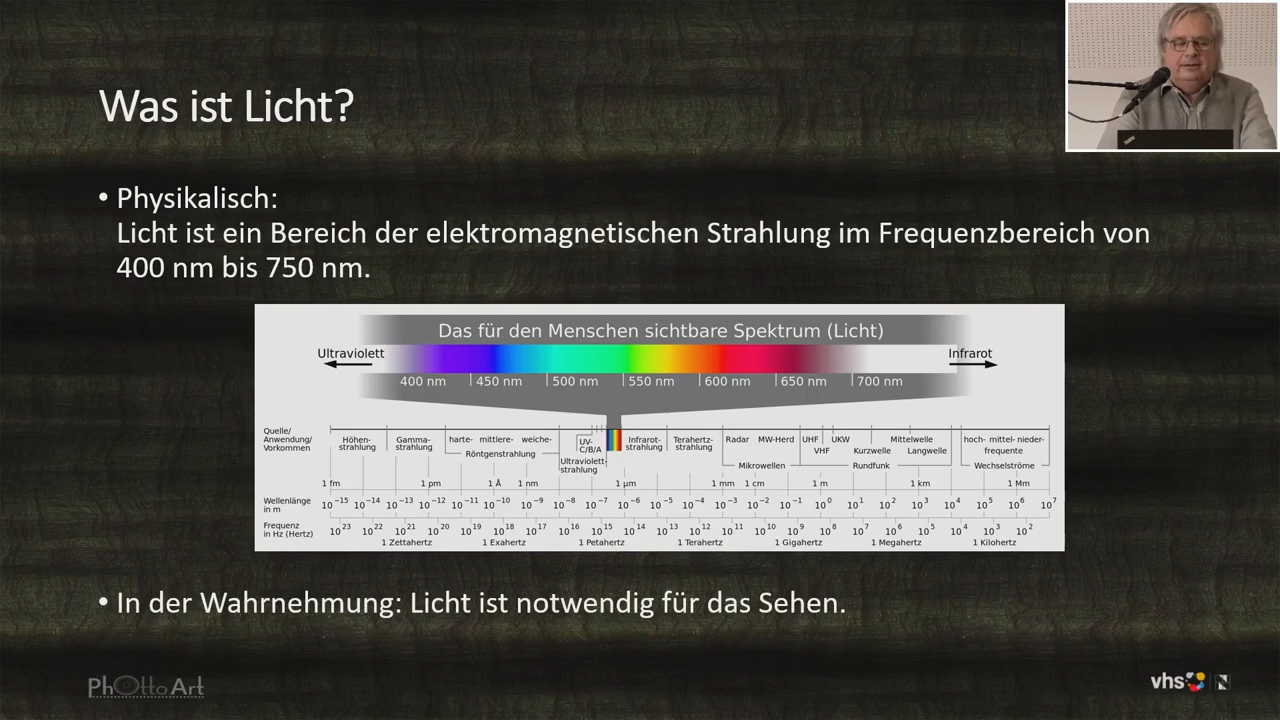 Was ist Licht?
• Physikalisch:
Licht ist ein Bereich der elektromagnetischen Strahlung im Frequenzbereich von
400 nm bis 750 nm.
Das für den Menschen sichtbare Spektrum (Licht)
Ultraviolett
Infrarot
400 nm 450 nm 500 nm 550 nm 600 nm 650 nm 700 nm
Quelle/
Anwendung/
Vorkommen
Höhen-
strahlung
Gamma-
strahlung
harte- mittlere- weiche-
Röntgenstrahlung
UV-
C/B/A
Ultraviolett-
strahlung
Infrarot-
strahlung
Terahertz-
strahlung
Radar MW-Herd
Mikrowellen
UHF UKW Mittelwelle
VHF Kurzwelle Langwelle
Rundfunk
hoch- mittel- nieder-
frequente
Wechselströme
1 fm 1 pm 1 Å 1 nm 1 µm 1 mm 1 cm 1 m 1 km 1 Mm
Wellenlänge
in m
10⁻¹⁵ 10⁻¹⁴ 10⁻¹³ 10⁻¹² 10⁻¹¹ 10⁻¹⁰ 10⁻⁹ 10⁻⁸ 10⁻⁷ 10⁻⁶ 10⁻⁵ 10⁻⁴ 10⁻³ 10⁻² 10⁻¹ 10⁰ 10¹ 10² 10³ 10⁴ 10⁵ 10⁶ 10⁷
Frequenz
in Hz (Hertz)
10²³ 10²² 10²¹ 10²⁰ 10¹⁹ 10¹⁸ 10¹⁷ 10¹⁶ 10¹⁵ 10¹⁴ 10¹³ 10¹² 10¹¹ 10¹⁰ 10⁹ 10⁸ 10⁷ 10⁶ 10⁵ 10⁴ 10³ 10²
1 Zettahertz 1 Exahertz 1 Petahertz 1 Terahertz 1 Gigahertz 1 Megahertz 1 Kilohertz
• In der Wahrnehmung: Licht ist notwendig für das Sehen.
PhOttoArt
vhs